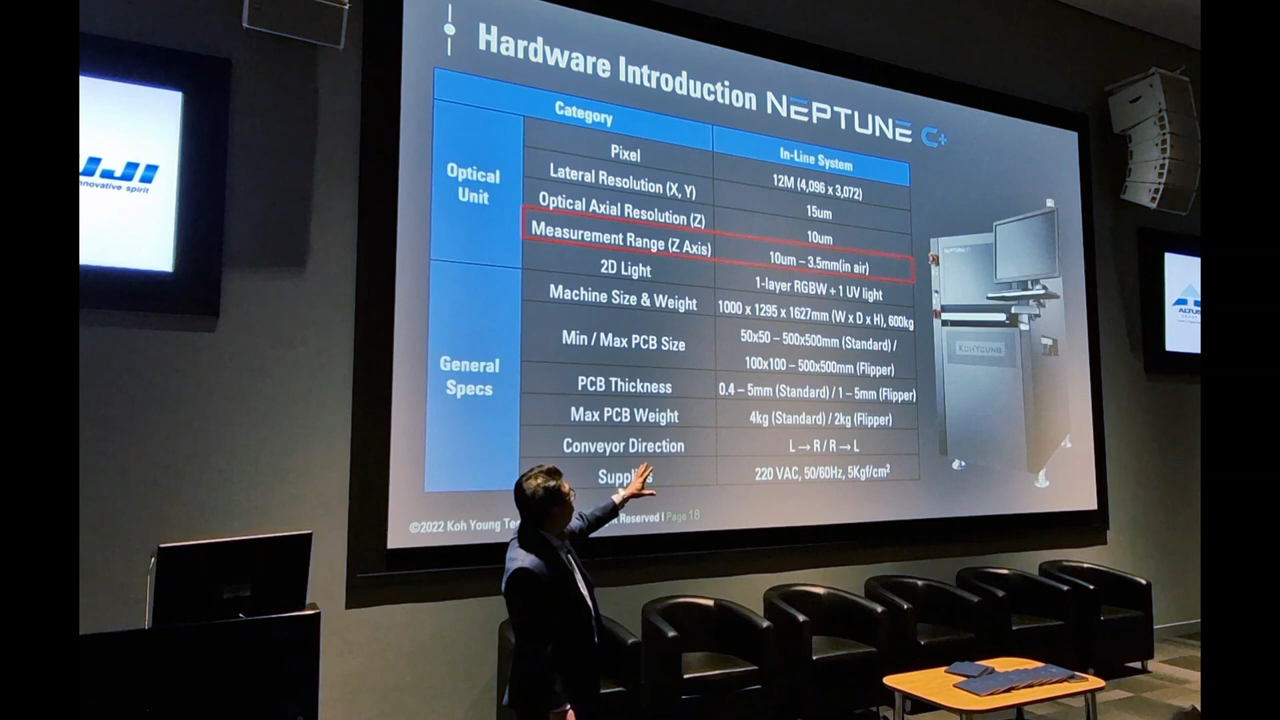 Hardware Introduction NEPTUNE C+
Category
In-Line System
Optical
Unit
Pixel
12M (4,096 x 3,072)
Lateral Resolution (X, Y)
15um
Optical Axial Resolution (Z)
10um
Measurement Range (Z Axis)
10um – 3.5mm(in air)
2D Light
1-layer RGBW + 1 UV light
General
Specs
Machine Size & Weight
1000 x 1295 x 1627mm (W x D x H), 600kg
Min / Max PCB Size
50x50 – 500x500mm (Standard) /
100x100 – 500x500mm (Flipper)
PCB Thickness
0.4 – 5mm (Standard) / 1 – 5mm (Flipper)
Max PCB Weight
4kg (Standard) / 2kg (Flipper)
Conveyor Direction
L → R / R → L
Supplies
220 VAC, 50/60Hz, 5Kgf/cm²
©2022 Koh Young Reserved I Page 18
KOHYOUNG
UJI
innovative spirit
ALTUS